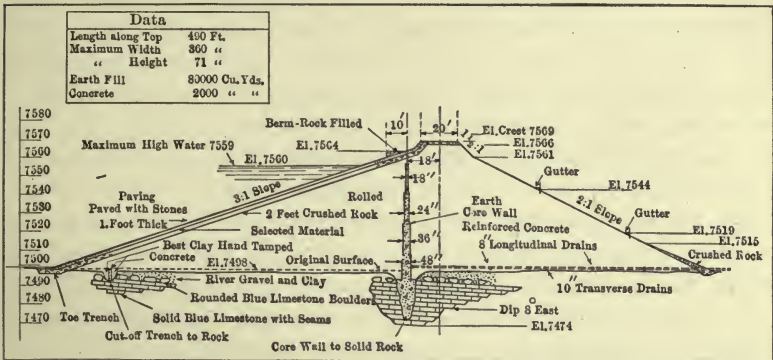 Data
Length along Top 490 Ft.
Maximum Width 360 "
" Height 71 "
Earth Fill 80000 Cu. Yds.
Concrete 2000 " "
7580
7570
7560
7550
7540
7530
7520
7510
7500
7490
7480
7470
10'
20'
Berm-Rock Filled
1½:1
El. Crest 7569
El. 7566
El. 7561
Maximum High Water 7559
El. 7564
El. 7560
18'
18"
Gutter
El. 7544
3:1 Slope
Rolled
2:1 Slope
Paving
Paved with Stones
1 Foot Thick
2 Feet Crushed Rock
24"
Earth
Core Wall
Reinforced Concrete
Gutter
El. 7519
El. 7515
Selected Material
36"
8" Longitudinal Drains
Crushed Rock
Best Clay Hand Tamped
Concrete
El. 7498
Original Surface
48"
River Gravel and Clay
10" Transverse Drains
Rounded Blue Limestone Boulders
Toe Trench
Solid Blue Limestone with Seams
Dip 8° East
Cut-off Trench to Rock
El. 7474
Core Wall to Solid Rock